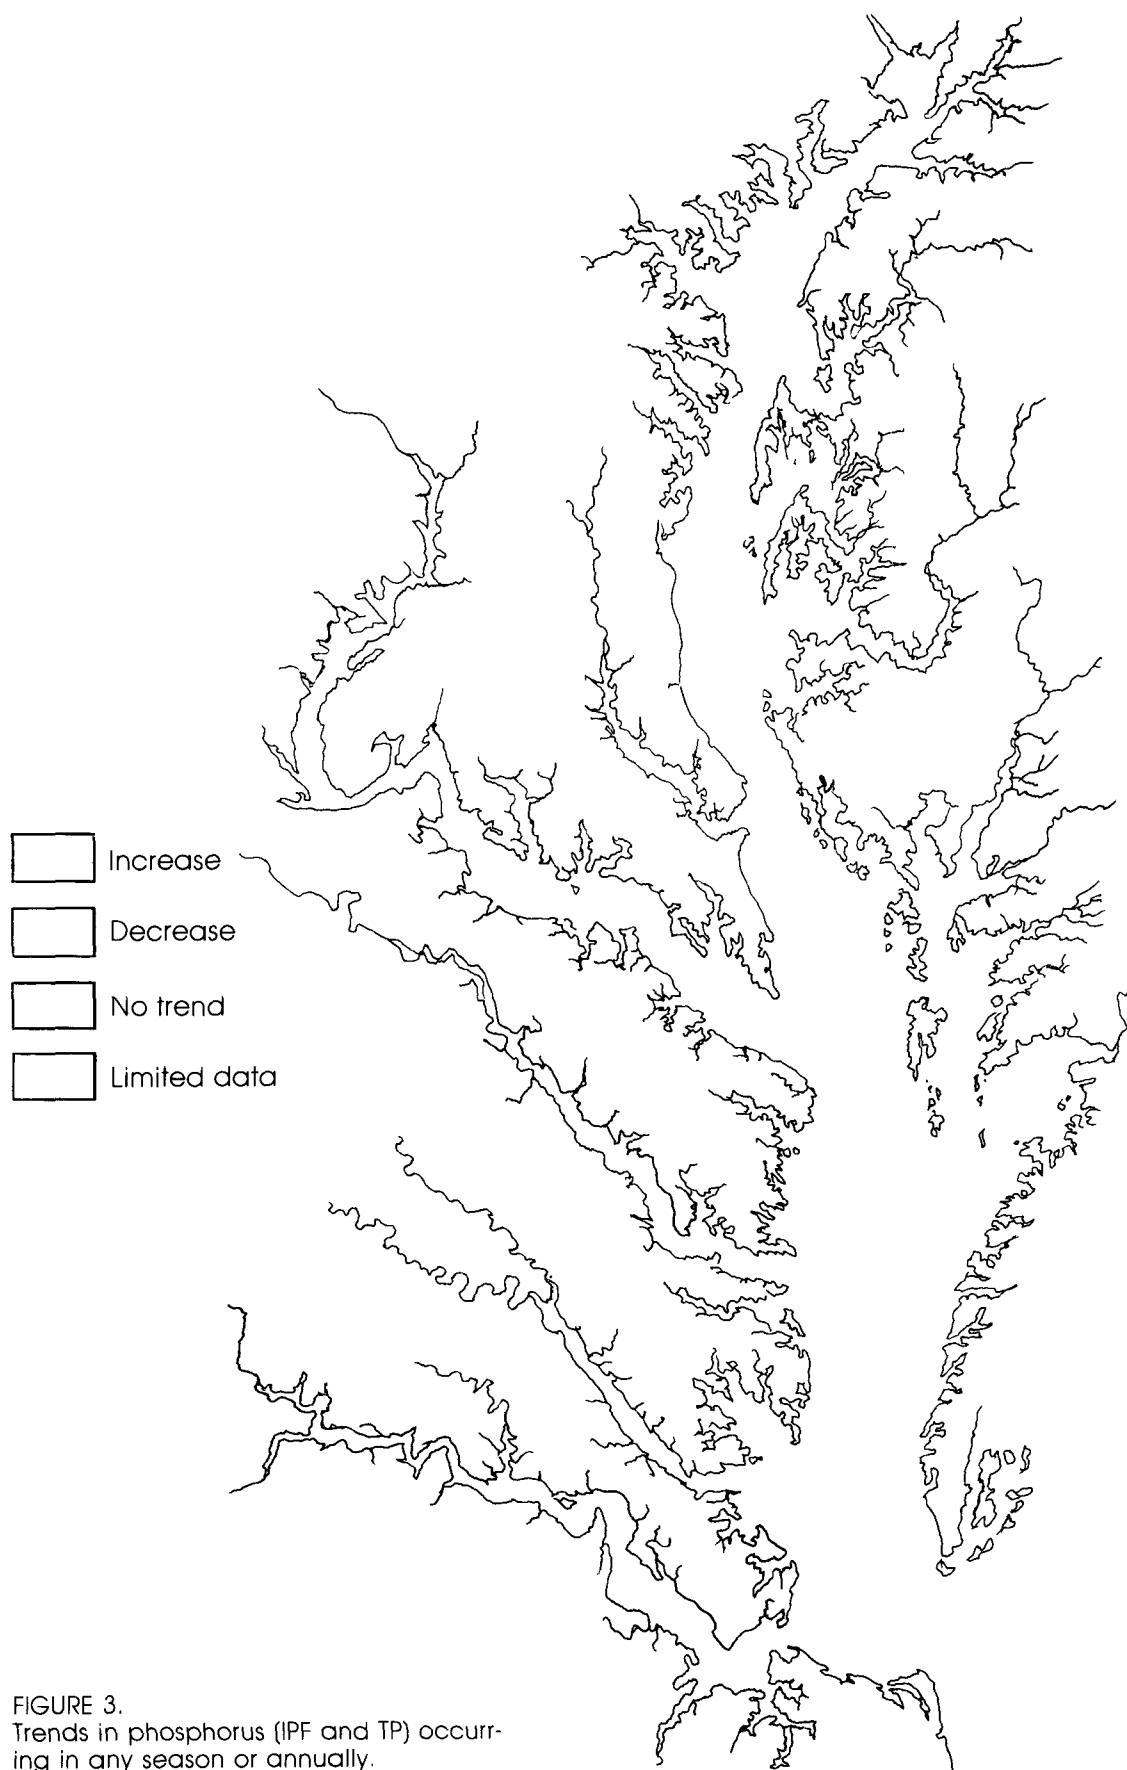 Increase
Decrease
No trend
Limited data
FIGURE 3.
Trends in phosphorus (IPF and TP) occurr-
ing in any season or annually.